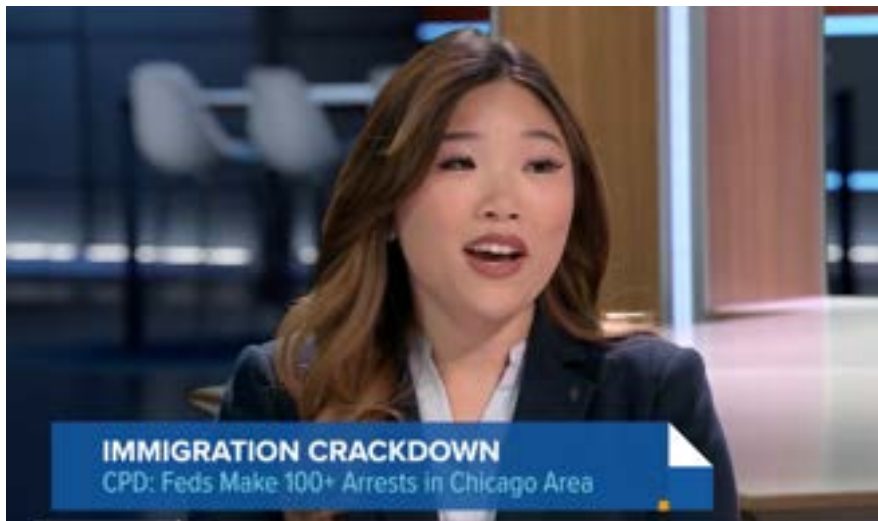 IMMIGRATION CRACKDOWN
CPD: Feds Make 100+ Arrests in Chicago Area